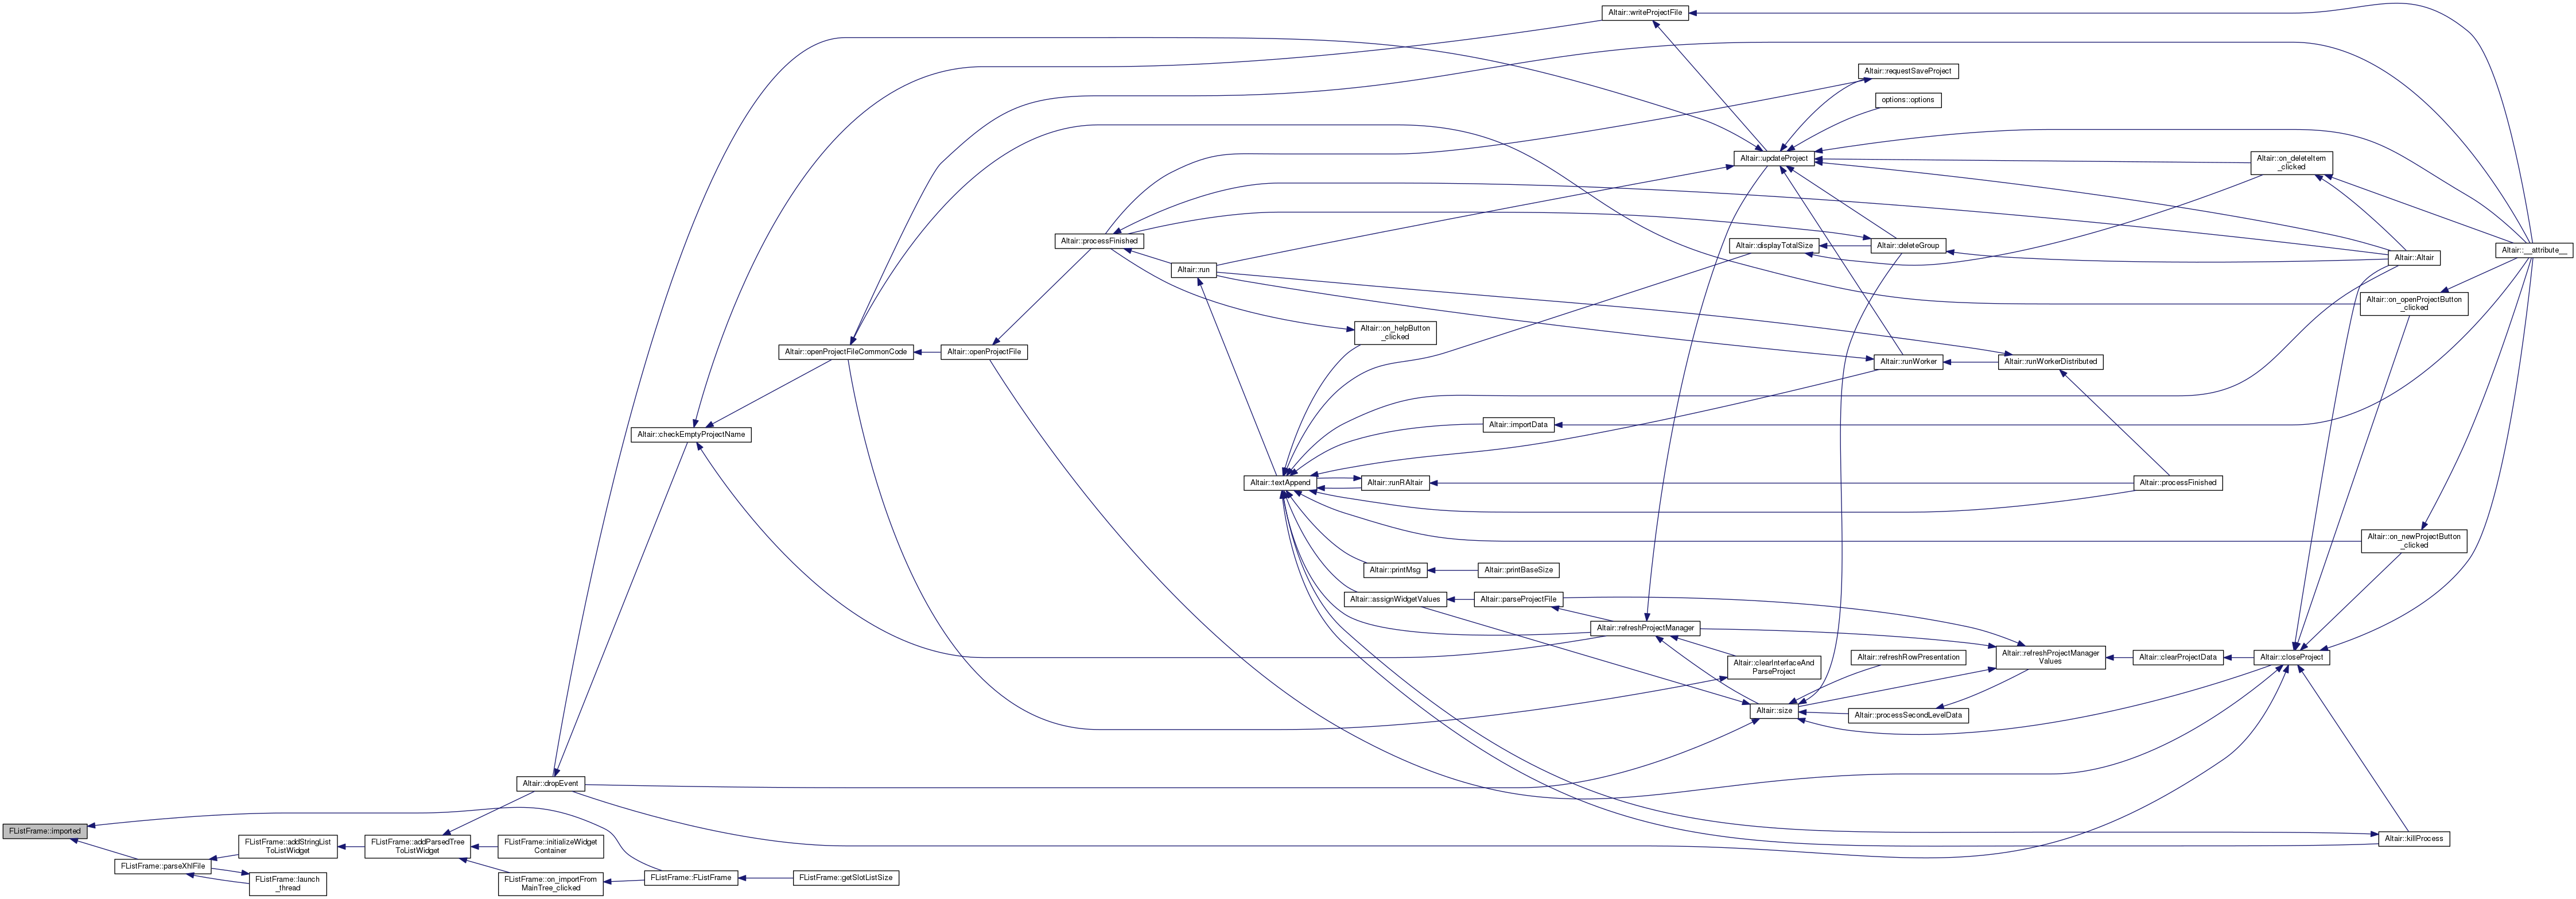 Altair::writeProjectFile
Altair::requestSaveProject
options::options
Altair::updateProject
Altair::on_deleteItem
_clicked
Altair::processFinished
Altair::displayTotalSize
Altair::deleteGroup
Altair::__attribute__
Altair::Altair
Altair::run
Altair::on_openProjectButton
_clicked
Altair::on_helpButton
_clicked
Altair::openProjectFileCommonCode
Altair::openProjectFile
Altair::runWorker
Altair::runWorkerDistributed
Altair::importData
Altair::checkEmptyProjectName
Altair::textAppend
Altair::runRAltair
Altair::processFinished
Altair::on_newProjectButton
_clicked
Altair::printMsg
Altair::printBaseSize
Altair::assignWidgetValues
Altair::parseProjectFile
Altair::refreshProjectManager
Altair::clearInterfaceAnd
ParseProject
Altair::refreshRowPresentation
Altair::refreshProjectManager
Values
Altair::clearProjectData
Altair::closeProject
Altair::size
Altair::processSecondLevelData
Altair::dropEvent
FListFrame::imported
Altair::killProcess
FListFrame::addStringList
ToListWidget
FListFrame::addParsedTree
ToListWidget
FListFrame::initializeWidget
Container
FListFrame::parseXhlFile
FListFrame::launch
_thread
FListFrame::on_importFrom
MainTree_clicked
FListFrame::FListFrame
FListFrame::getSlotListSize